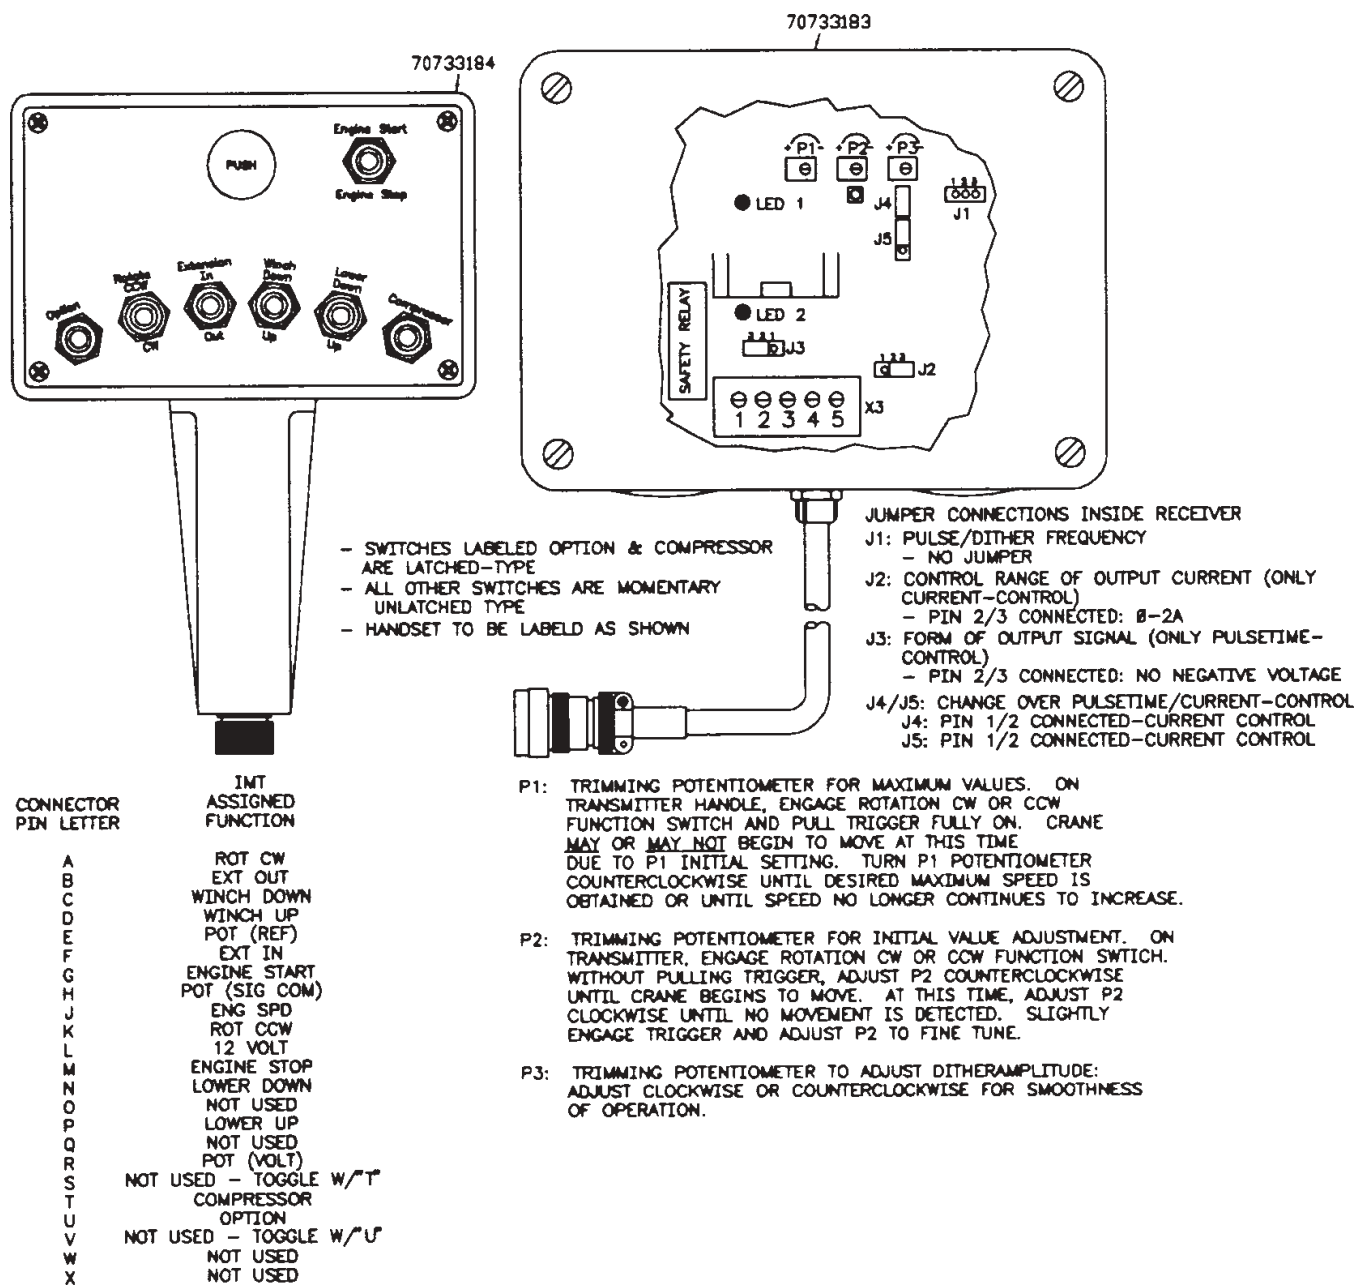 70733184
70733183
Engine Start
PUSH
Engine Stop
Option
Rotate
CCW
CW
Extension
In
Out
Winch
Down
Up
Lower
Down
Up
Compressor
+ P1 -
+ P2 -
+ P3 -
LED 1
J4
J5
1 2 3
J1
SAFETY RELAY
LED 2
3 2 1
J3
1 2 3
J2
1 2 3 4 5
X3
- SWITCHES LABELED OPTION & COMPRESSOR
ARE LATCHED-TYPE
- ALL OTHER SWITCHES ARE MOMENTARY
UNLATCHED TYPE
- HANDSET TO BE LABELD AS SHOWN
JUMPER CONNECTIONS INSIDE RECEIVER
J1: PULSE/DITHER FREQUENCY
- NO JUMPER
J2: CONTROL RANGE OF OUTPUT CURRENT (ONLY
CURRENT-CONTROL)
- PIN 2/3 CONNECTED: 0-2A
J3: FORM OF OUTPUT SIGNAL (ONLY PULSETIME-
CONTROL)
- PIN 2/3 CONNECTED: NO NEGATIVE VOLTAGE
J4/J5: CHANGE OVER PULSETIME/CURRENT-CONTROL
J4: PIN 1/2 CONNECTED-CURRENT CONTROL
J5: PIN 1/2 CONNECTED-CURRENT CONTROL
CONNECTOR
PIN LETTER
IMT
ASSIGNED
FUNCTION
A ROT CW
B EXT OUT
C WINCH DOWN
D WINCH UP
E POT (REF)
F EXT IN
G ENGINE START
H POT (SIG COM)
J ENG SPD
K ROT CCW
L 12 VOLT
M ENGINE STOP
N LOWER DOWN
O NOT USED
P LOWER UP
Q NOT USED
R POT (VOLT)
S NOT USED - TOGGLE W/"T"
T COMPRESSOR
U OPTION
V NOT USED - TOGGLE W/"U"
W NOT USED
X NOT USED
P1: TRIMMING POTENTIOMETER FOR MAXIMUM VALUES. ON
TRANSMITTER HANDLE, ENGAGE ROTATION CW OR CCW
FUNCTION SWITCH AND PULL TRIGGER FULLY ON. CRANE
MAY OR MAY NOT BEGIN TO MOVE AT THIS TIME
DUE TO P1 INITIAL SETTING. TURN P1 POTENTIOMETER
COUNTERCLOCKWISE UNTIL DESIRED MAXIMUM SPEED IS
OBTAINED OR UNTIL SPEED NO LONGER CONTINUES TO INCREASE.
P2: TRIMMING POTENTIOMETER FOR INITIAL VALUE ADJUSTMENT. ON
TRANSMITTER, ENGAGE ROTATION CW OR CCW FUNCTION SWTICH.
WITHOUT PULLING TRIGGER, ADJUST P2 COUNTERCLOCKWISE
UNTIL CRANE BEGINS TO MOVE. AT THIS TIME, ADJUST P2
CLOCKWISE UNTIL NO MOVEMENT IS DETECTED. SLIGHTLY
ENGAGE TRIGGER AND ADJUST P2 TO FINE TUNE.
P3: TRIMMING POTENTIOMETER TO ADJUST DITHERAMPLITUDE:
ADJUST CLOCKWISE OR COUNTERCLOCKWISE FOR SMOOTHNESS
OF OPERATION.